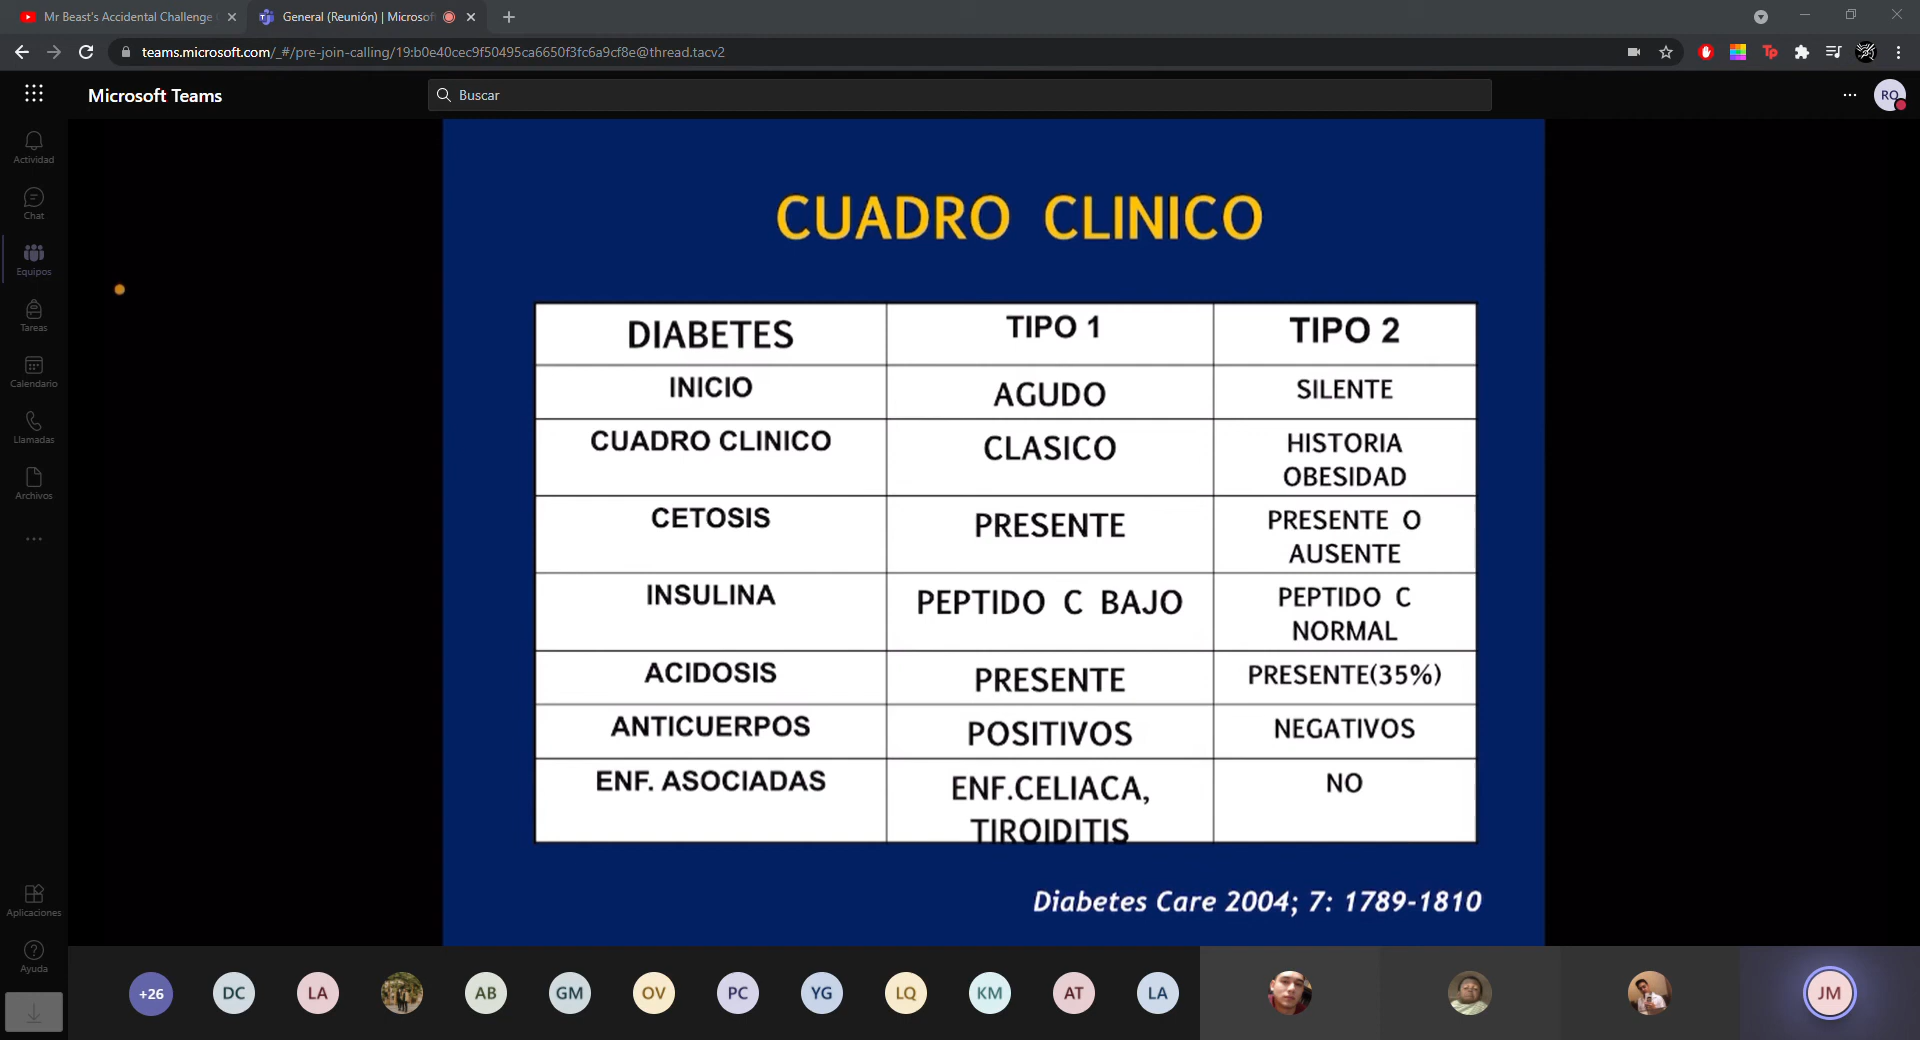 Mr Beast's Accidental Challenge
General (Reunión) | Microsof
teams.microsoft.com/_#/pre-join-calling/19:b0e40cec9f50495ca6650f3fc6a9cf8e@thread.tacv2
Tp
Microsoft Teams
Buscar
RO
Actividad
Chat
Equipos
Tareas
Calendario
Llamadas
Archivos
Aplicaciones
Ayuda
CUADRO CLINICO
DIABETES TIPO 1 TIPO 2
INICIO AGUDO SILENTE
CUADRO CLINICO CLASICO HISTORIA
OBESIDAD
CETOSIS PRESENTE PRESENTE O
AUSENTE
INSULINA PEPTIDO C BAJO PEPTIDO C
NORMAL
ACIDOSIS PRESENTE PRESENTE(35%)
ANTICUERPOS POSITIVOS NEGATIVOS
ENF. ASOCIADAS ENF.CELIACA, NO
TIROIDITIS
Diabetes Care 2004; 7: 1789-1810
+26 DC LA AB GM OV PC YG LQ KM AT LA JM